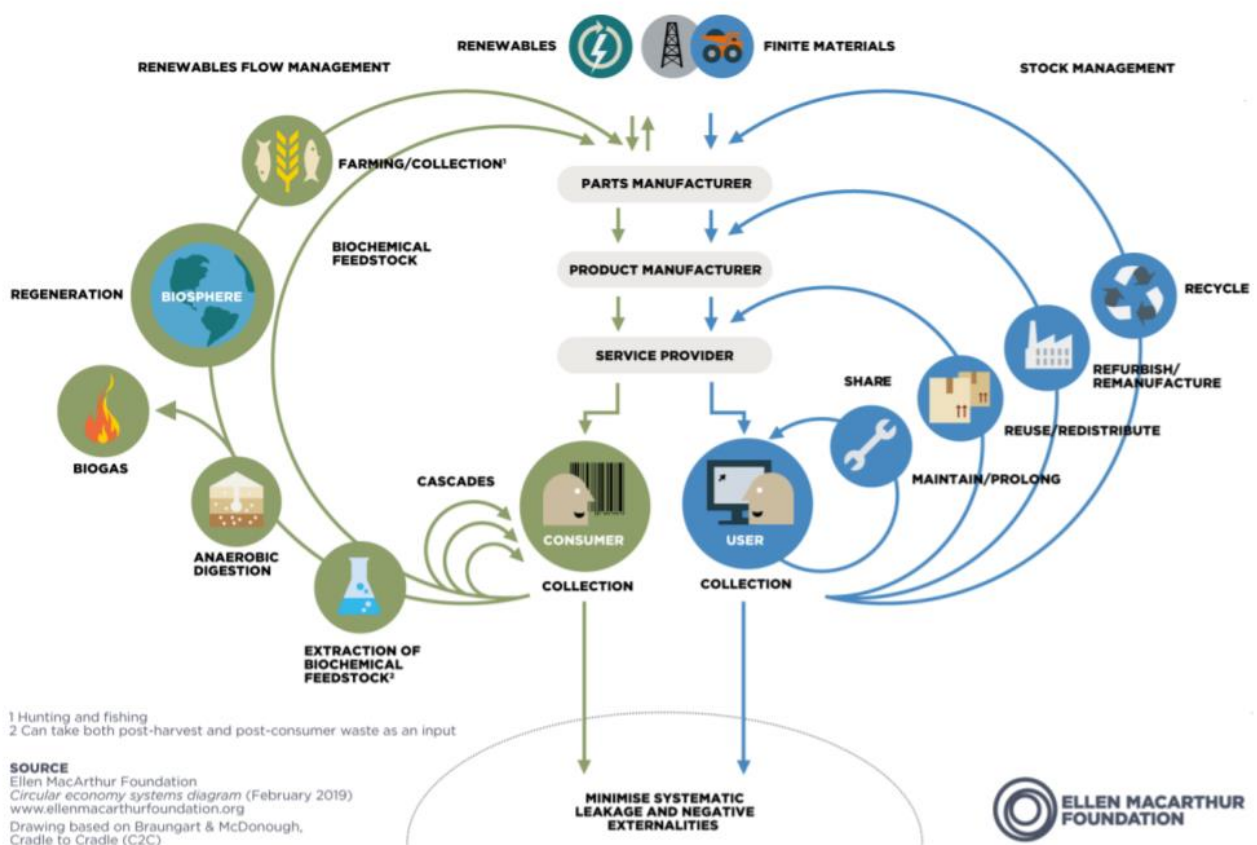 RENEWABLES
FINITE MATERIALS
RENEWABLES FLOW MANAGEMENT
STOCK MANAGEMENT
FARMING/COLLECTION¹
PARTS MANUFACTURER
BIOCHEMICAL
FEEDSTOCK
PRODUCT MANUFACTURER
REGENERATION
BIOSPHERE
RECYCLE
SERVICE PROVIDER
SHARE
REFURBISH/
REMANUFACTURE
REUSE/REDISTRIBUTE
BIOGAS
CASCADES
MAINTAIN/PROLONG
CONSUMER
USER
ANAEROBIC
DIGESTION
COLLECTION
COLLECTION
EXTRACTION OF
BIOCHEMICAL
FEEDSTOCK²
1 Hunting and fishing
2 Can take both post-harvest and post-consumer waste as an input
SOURCE
Ellen MacArthur Foundation
Circular economy systems diagram (February 2019)
www.ellenmacarthurfoundation.org
Drawing based on Braungart & McDonough,
Cradle to Cradle (C2C)
MINIMISE SYSTEMATIC
LEAKAGE AND NEGATIVE
EXTERNALITIES
ELLEN MACARTHUR
FOUNDATION